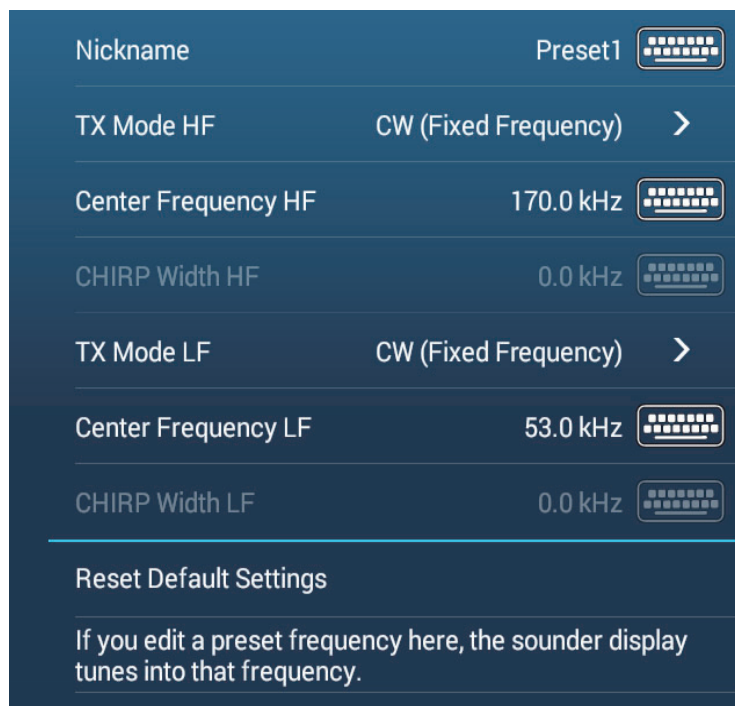 Nickname Preset1
TX Mode HF CW (Fixed Frequency)
Center Frequency HF 170.0 kHz
CHIRP Width HF 0.0 kHz
TX Mode LF CW (Fixed Frequency)
Center Frequency LF 53.0 kHz
CHIRP Width LF 0.0 kHz
Reset Default Settings
If you edit a preset frequency here, the sounder display
tunes into that frequency.